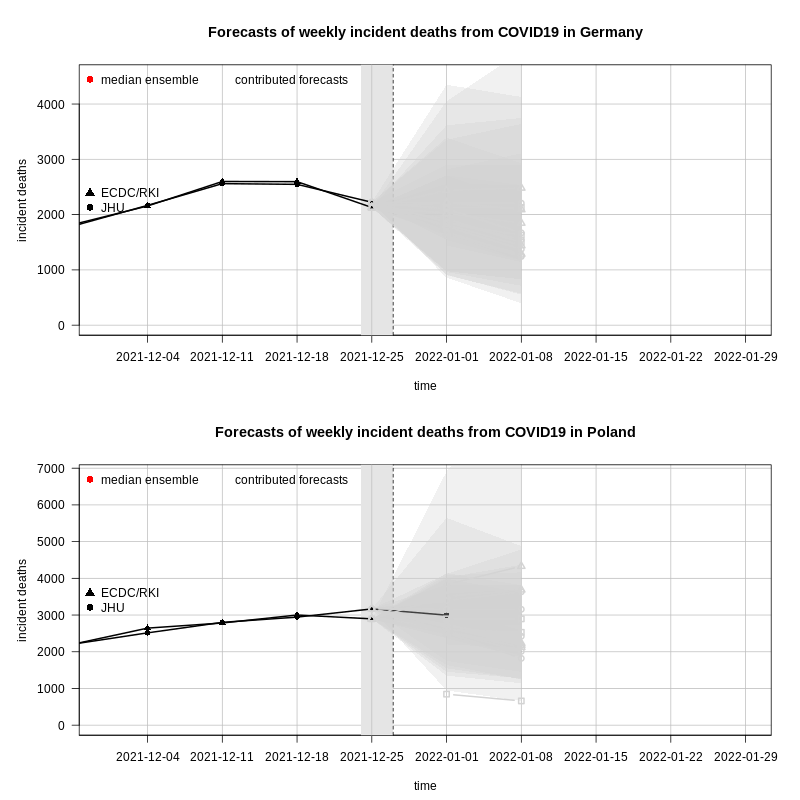 Forecasts of weekly incident deaths from COVID19 in Germany
median ensemble contributed forecasts
4000
3000
ECDC/RKI
JHU
2000
1000
0
incident deaths
2021-12-04 2021-12-11 2021-12-18 2021-12-25 2022-01-01 2022-01-08 2022-01-15 2022-01-22 2022-01-29
time
Forecasts of weekly incident deaths from COVID19 in Poland
7000
median ensemble contributed forecasts
6000
5000
4000
ECDC/RKI
JHU
3000
2000
1000
0
incident deaths
2021-12-04 2021-12-11 2021-12-18 2021-12-25 2022-01-01 2022-01-08 2022-01-15 2022-01-22 2022-01-29
time